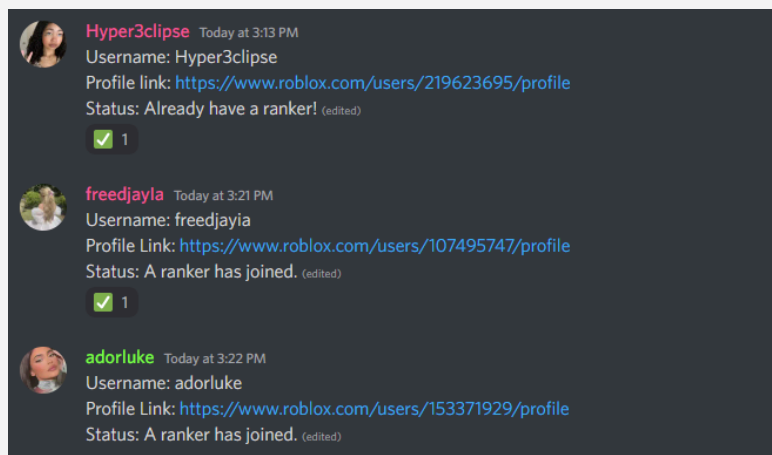 Hyper3clipse Today at 3:13 PM
Username: Hyper3clipse
Profile link: https://www.roblox.com/users/219623695/profile
Status: Already have a ranker! (edited)
1
freedjayla Today at 3:21 PM
Username: freedjayia
Profile Link: https://www.roblox.com/users/107495747/profile
Status: A ranker has joined. (edited)
1
adorluke Today at 3:22 PM
Username: adorluke
Profile Link: https://www.roblox.com/users/153371929/profile
Status: A ranker has joined. (edited)